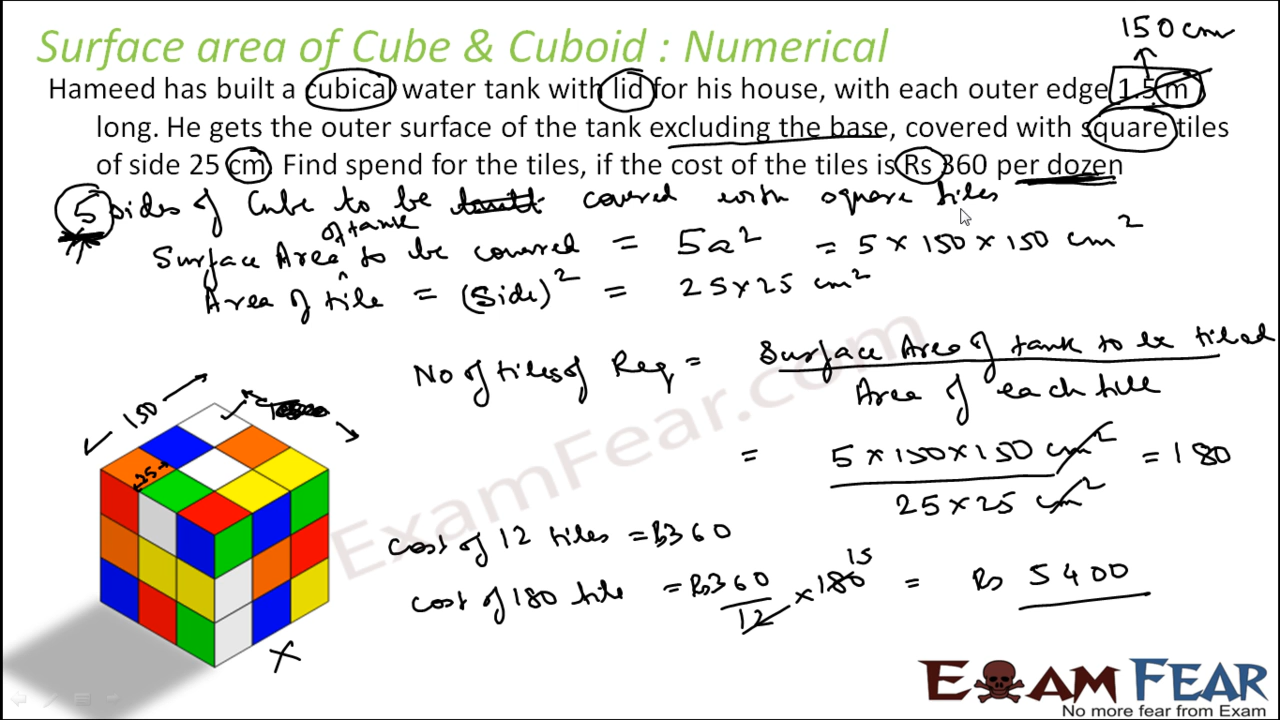 Surface area of Cube & Cuboid : Numerical
150 cm
Hameed has built a cubical water tank with lid for his house, with each outer edge 1.5 m
long. He gets the outer surface of the tank excluding the base, covered with square tiles
of side 25 cm. Find spend for the tiles, if the cost of the tiles is Rs 360 per dozen
5 sides of Cube to be covered with square tiles
of tank
Surface Area to be covered = 5a² = 5 × 150 × 150 cm²
Area of tile = (Side)² = 25×25 cm²
No of tiles of Req = Surface Area of tank to be tiled
Area of each tile
= 5 × 150 × 150 cm² = 180
25 × 25 cm²
150
25
Cost of 12 tiles = Rs 360
15
Cost of 180 tile = Rs 360 × 180 = Rs 5400
12
ExamFear.com
EXAM FEAR
No more fear from Exam